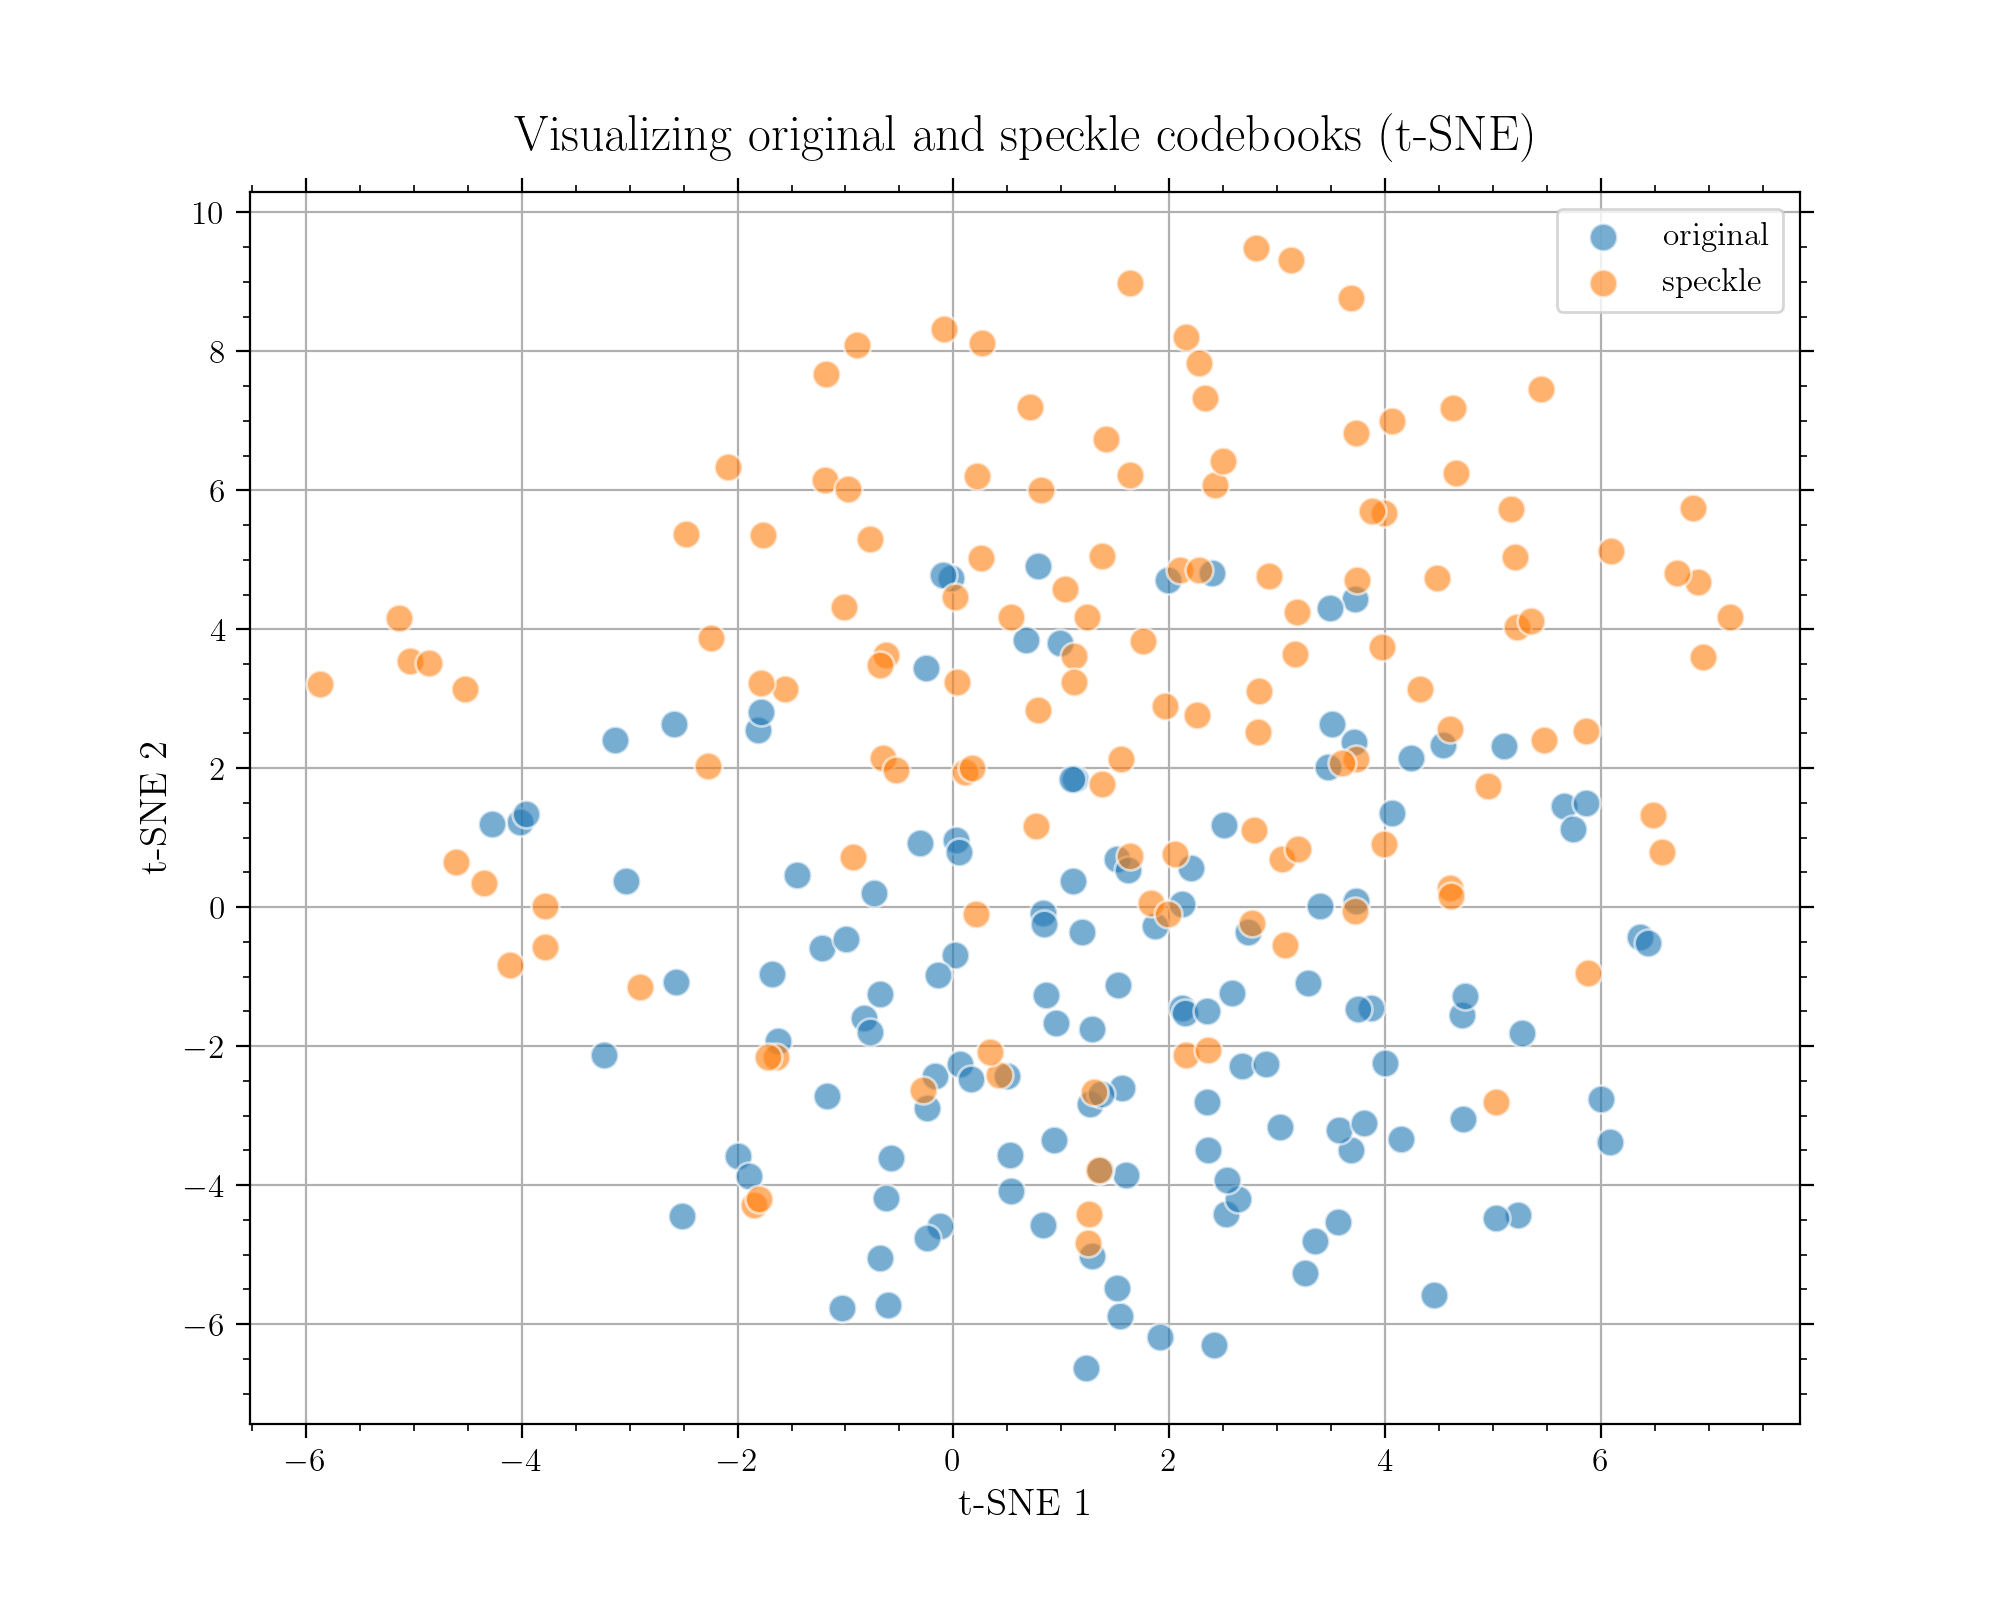 Visualizing original and speckle codebooks (t-SNE)
original
speckle
t-SNE 2
10
8
6
4
2
0
−2
−4
−6
−6 −4 −2 0 2 4 6
t-SNE 1